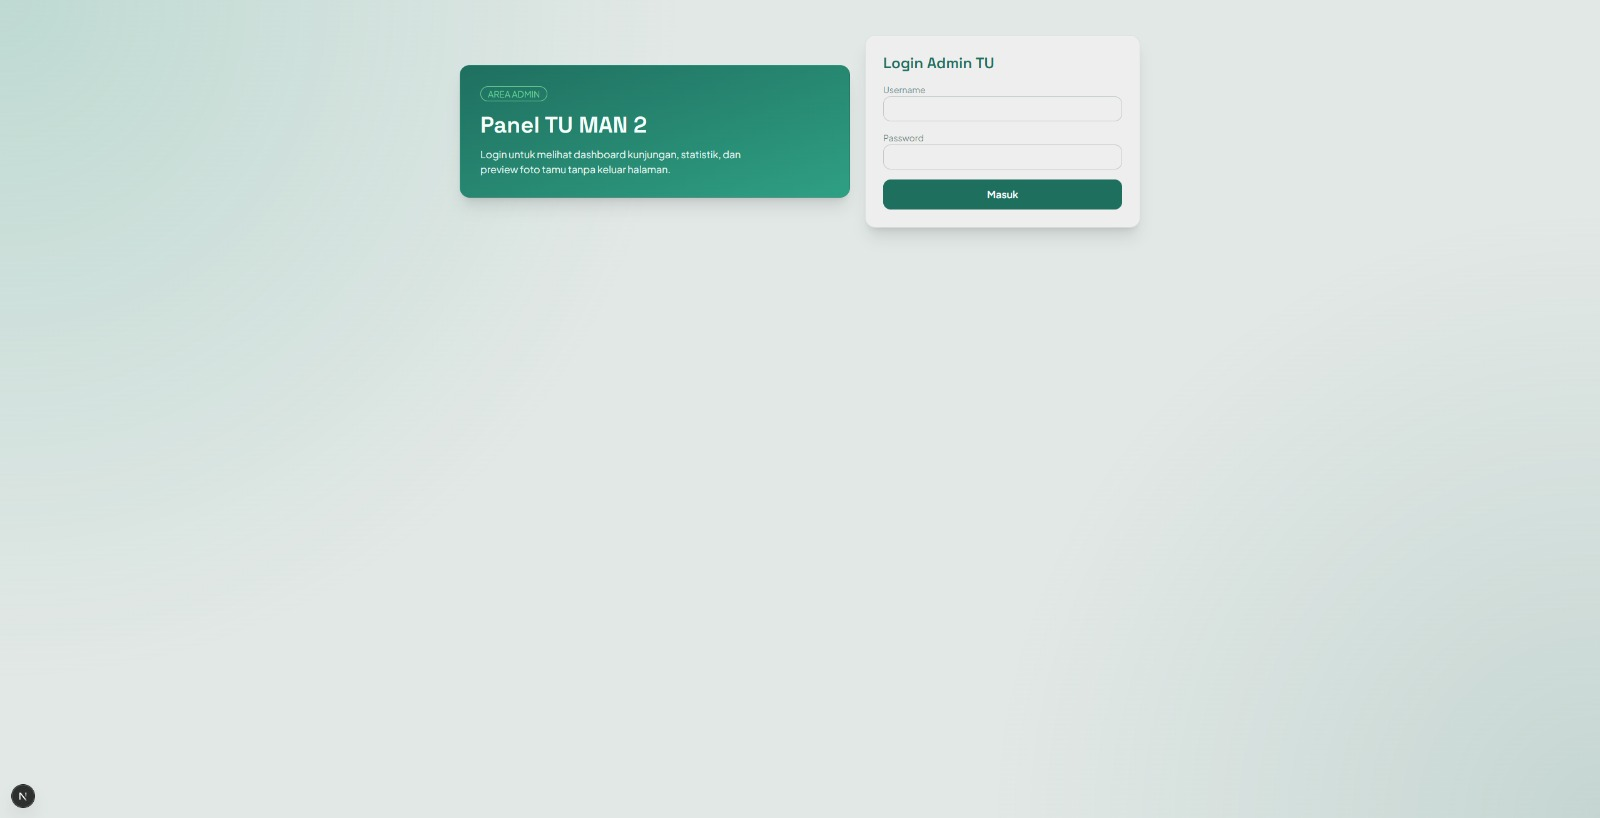 AREA ADMIN
Panel TU MAN 2
Login untuk melihat dashboard kunjungan, statistik, dan
preview foto tamu tanpa keluar halaman.
Login Admin TU
Username
Password
Masuk
N